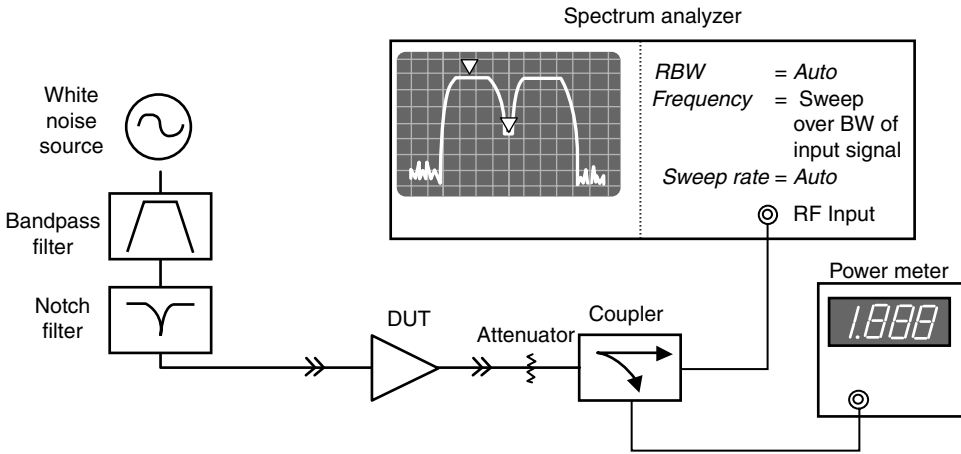 Spectrum analyzer
RBW = Auto
Frequency = Sweep
over BW of
input signal
Sweep rate = Auto
RF Input
White
noise
source
Bandpass
filter
Notch
filter
DUT
Attenuator
Coupler
Power meter
1.888